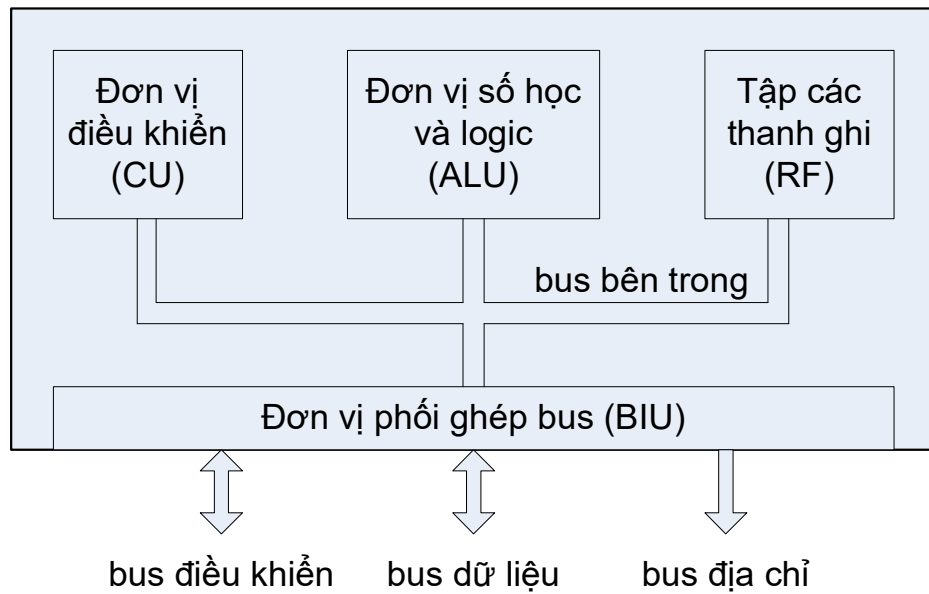 Đơn vị
điều khiển
(CU)
Đơn vị số học
và logic
(ALU)
Tập các
thanh ghi
(RF)
bus bên trong
Đơn vị phối ghép bus (BIU)
bus điều khiển
bus dữ liệu
bus địa chỉ